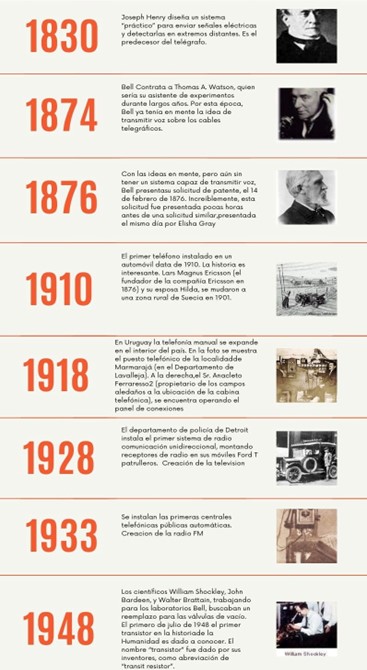 1830
Joseph Henry diseña un sistema
"práctico" para enviar señales eléctricas
y detectarlas en extremos distantes. Es el
predecesor del telégrafo.
1874
Bell Contrata a Thomas A. Watson, quien
sería su asistente de experimentos
durante largos años. Por esta época,
Bell ya tenia en mente la idea de
transmitir voz sobre los cables
telegráficos.
1876
Con las ideas en mente, pero aún sin
tener un sistema capaz de transmitir voz,
Bell presentasu solicitud de patente, el 14
de febrero de 1876. Increíblemente, esta
solicitud fue presentada pocas horas
antes de una solicitud similar,presentada
el mismo día por Elisha Gray
1910
El primer teléfono instalado en un
automóvil data de 1910. La historia es
interesante. Lars Magnus Ericsson (el
fundador de la compañía Ericsson en
1876) y su esposa Hilda, se mudaron a
una zona rural de Suecia en 1901.
1918
En Uruguay la telefonía manual se expande
en el interior del país. En la foto se muestra
el puesto telefónico de la localidadde
Marmarajá (en el Departamento de
Lavalleja). A la derecha,el Sr. Anacleto
Ferraresso2 (propietario de los campos
aledaños a la ubicación de la cabina
telefónica), se encuentra operando el
panel de conexiones
1928
El departamento de policía de Detroit
instala el primer sistema de radio
comunicación unidireccional, montando
receptores de radio en sus móviles Ford T
patrulleros. Creación de la television
1933
Se instalan las primeras centrales
telefónicas públicas automáticas.
Creacion de la radio FM
1948
Los científicos William Shockley, John
Bardeen, y Walter Brattain, trabajando
para los laboratorios Bell, buscaban un
reemplazo para las válvulas de vacío.
El primero de julio de 1948 el primer
transistor en la historiade la
Humanidad es dado a conocer. El
nombre "transistor" fue dado por sus
inventores, como abreviación de
"transit resistor".
William Shockley